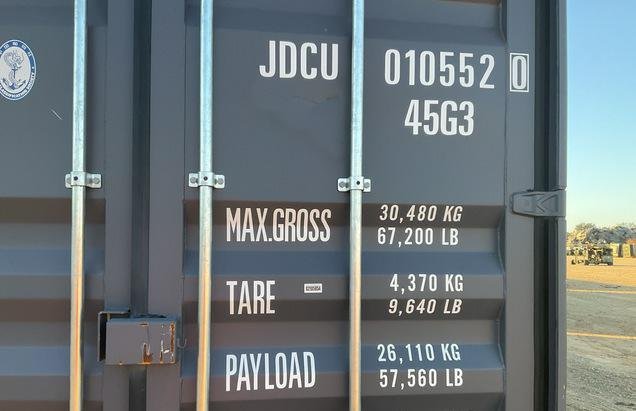 JDCU 010552 0
45G3
MAX.GROSS 30,480 KG
67,200 LB
TARE 4,370 KG
9,640 LB
PAYLOAD 26,110 KG
57,560 LB